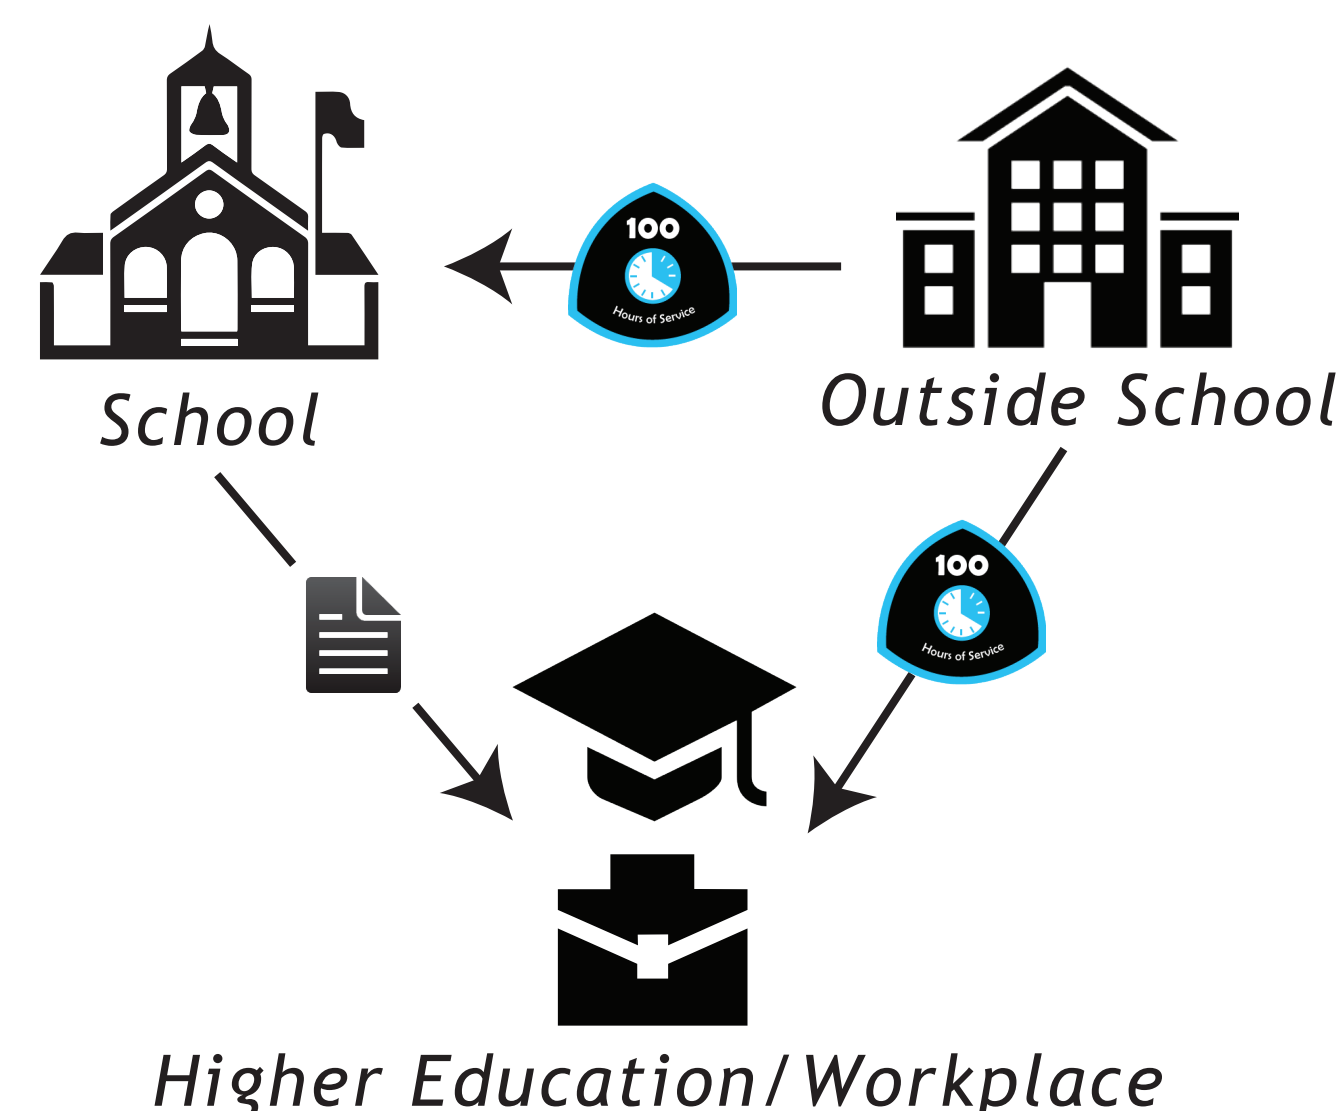 100
Hours of Service
School
Outside School
100
Hours of Service
Higher Education/Workplace